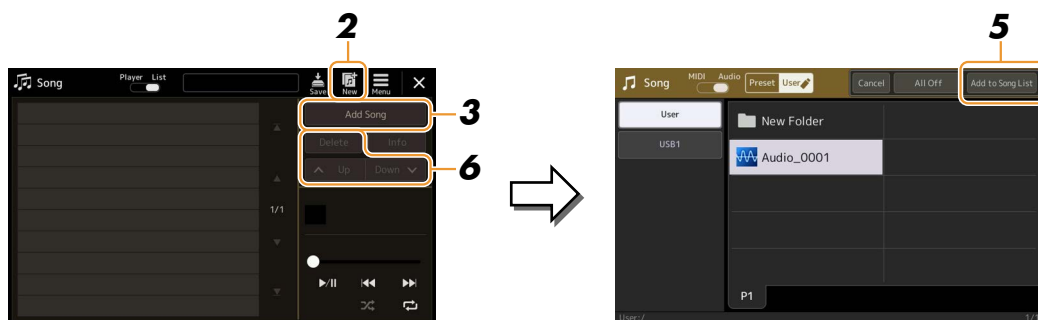 2
5
Song
Player List
Save
New
Menu
Add Song
3
Delete
Info
Up
Down
6
1/1
Song
MIDI Audio
Preset
User
Cancel
All Off
Add to Song List
User
USB1
New Folder
Audio_0001
P1
User:/